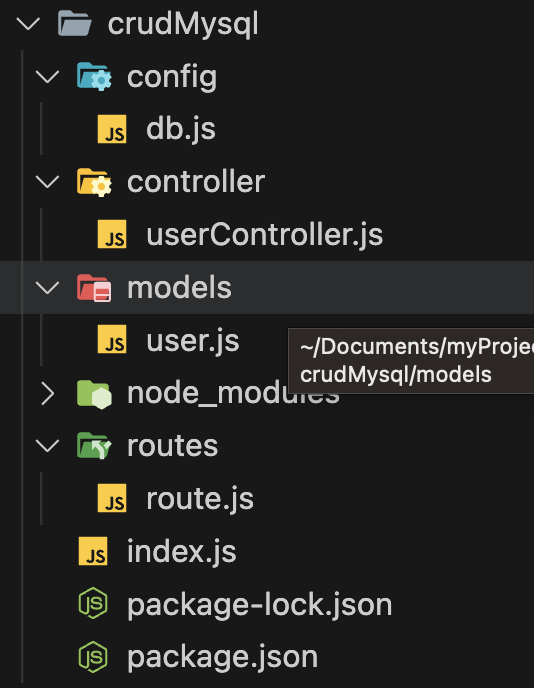 crudMysql
config
JS db.js
controller
JS userController.js
models
JS user.js
~/Documents/myProje
crudMysql/models
node_modules
routes
JS route.js
JS index.js
JS package-lock.json
JS package.json